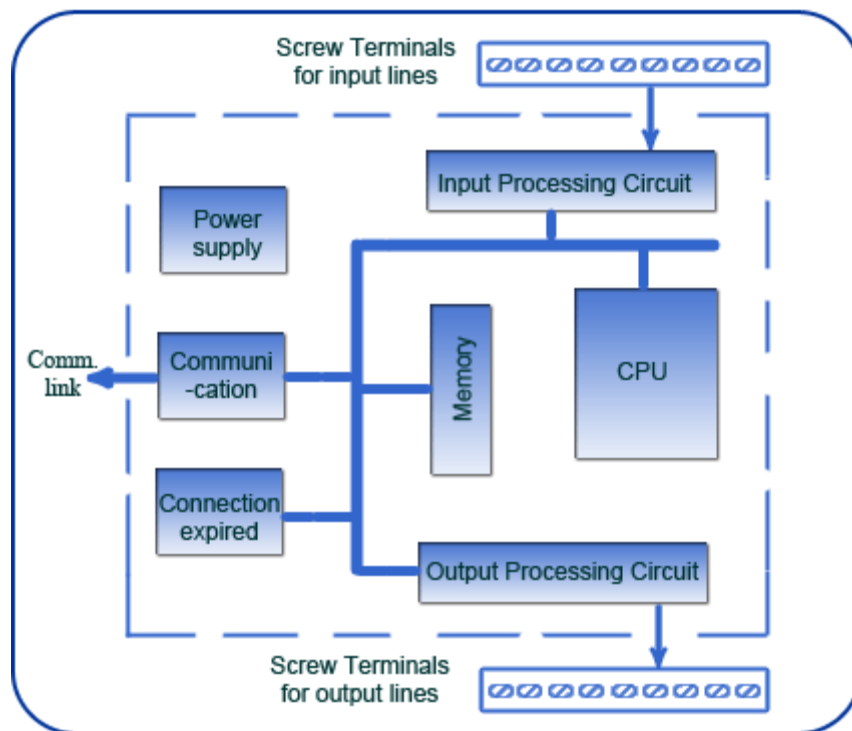 Screw Terminals
for input lines
Input Processing Circuit
Power
supply
Comm.
link
Communi
-cation
Memory
CPU
Connection
expired
Output Processing Circuit
Screw Terminals
for output lines